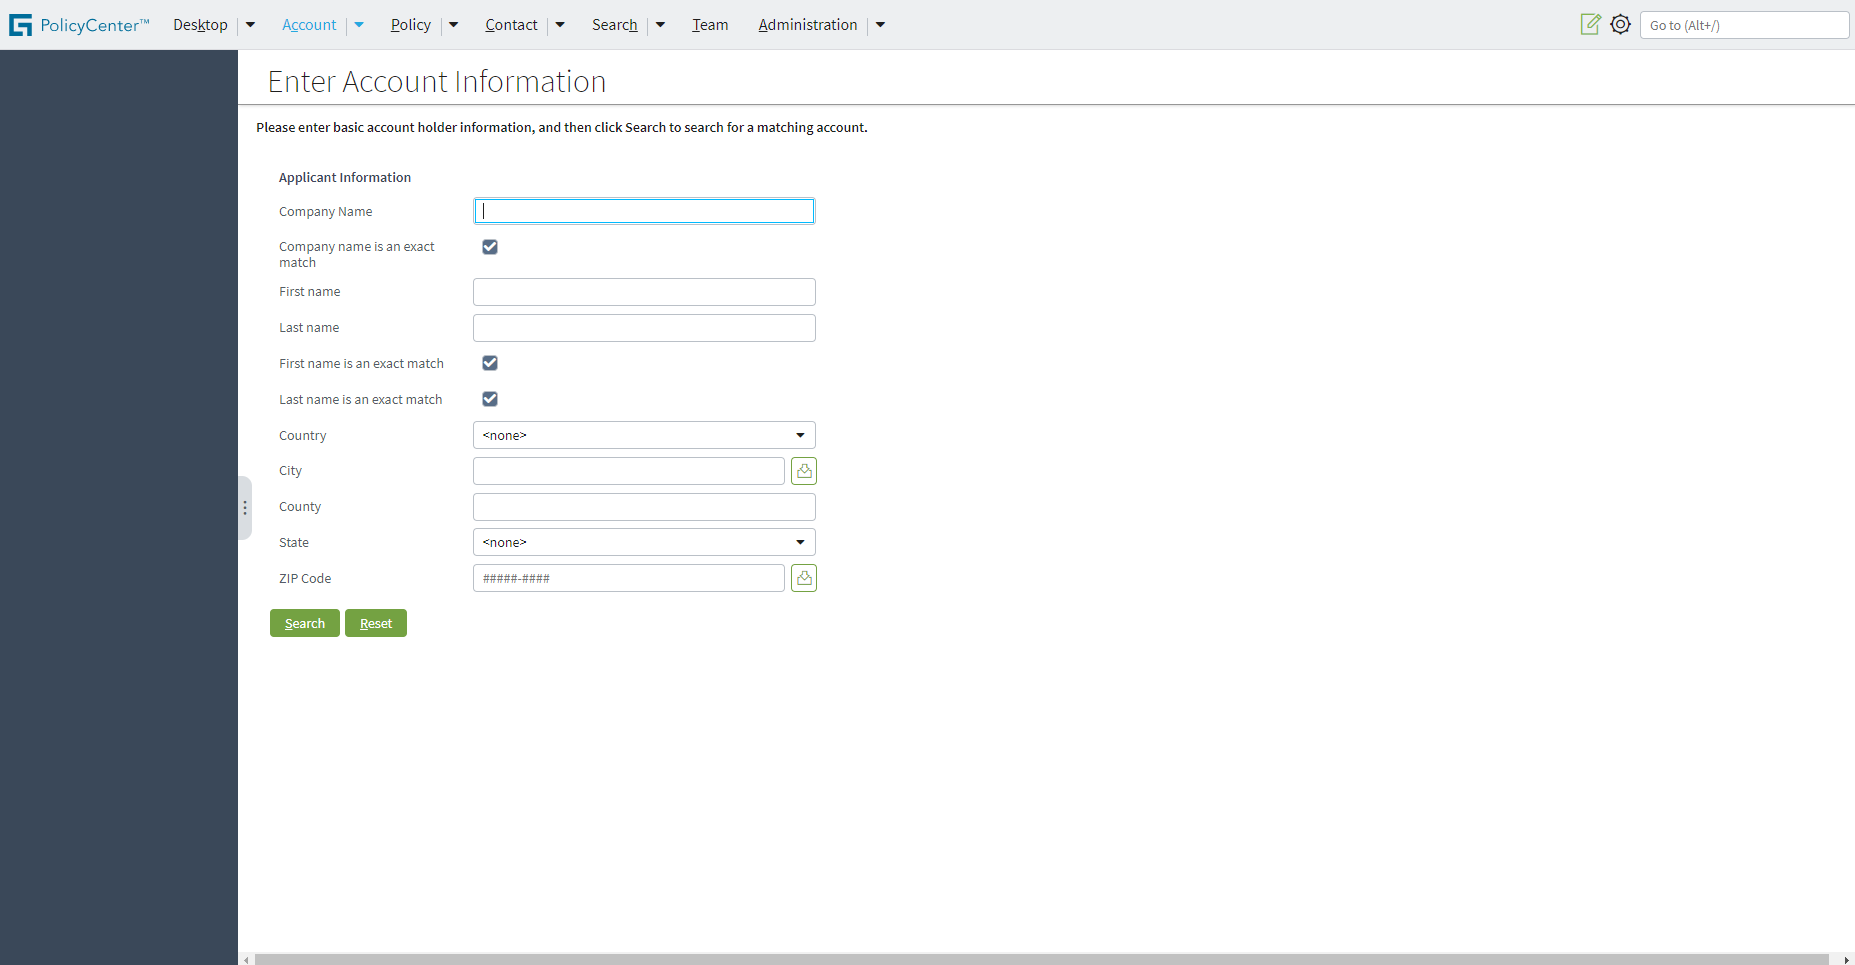 PolicyCenter™ Desktop Account Policy Contact Search Team Administration Go to (Alt+/)
Enter Account Information
Please enter basic account holder information, and then click Search to search for a matching account.
Applicant Information
Company Name
Company name is an exact
match
First name
Last name
First name is an exact match
Last name is an exact match
Country <none>
City
County
State <none>
ZIP Code #####-####
Search Reset